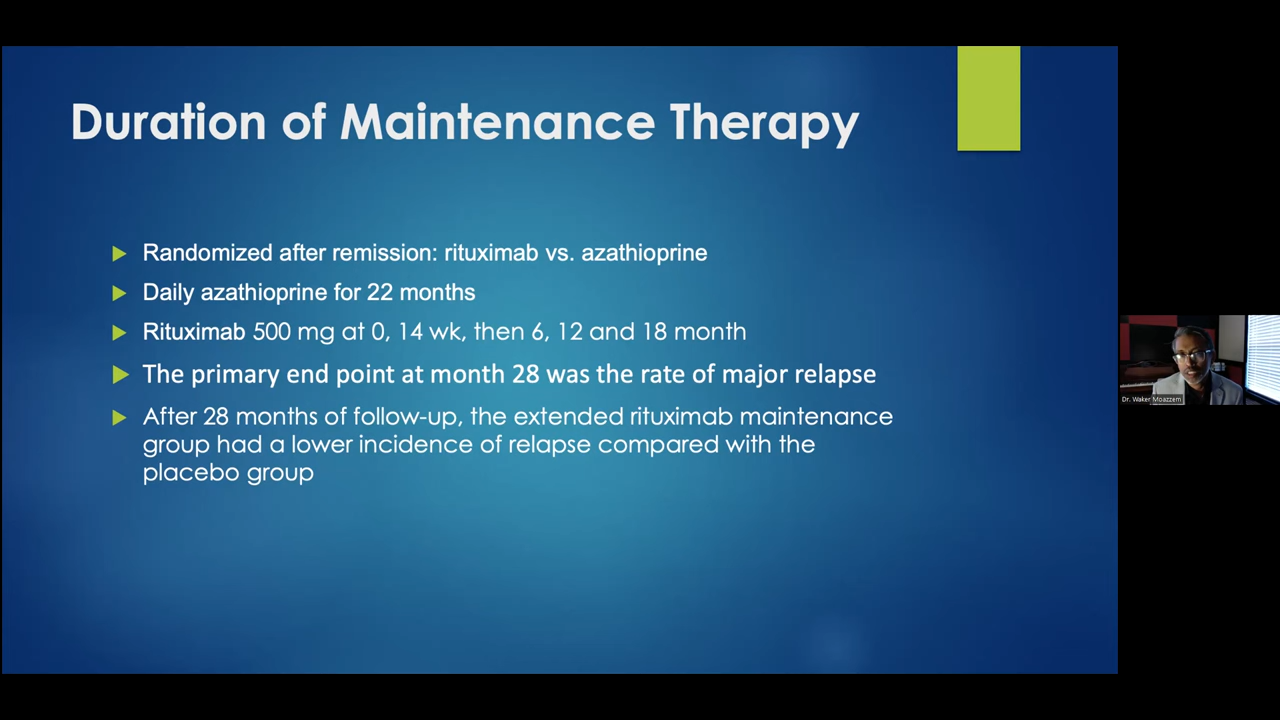 Duration of Maintenance Therapy
Randomized after remission: rituximab vs. azathioprine
Daily azathioprine for 22 months
Rituximab 500 mg at 0, 14 wk, then 6, 12 and 18 month
The primary end point at month 28 was the rate of major relapse
After 28 months of follow-up, the extended rituximab maintenance
group had a lower incidence of relapse compared with the
placebo group
Dr. Waker Moazzem